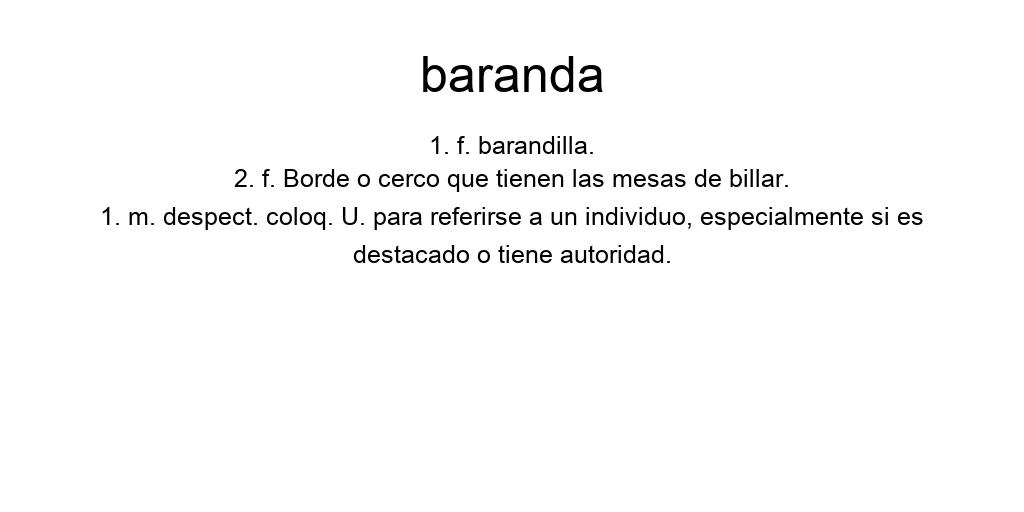 baranda
1. f. barandilla.
2. f. Borde o cerco que tienen las mesas de billar.
1. m. despect. coloq. U. para referirse a un individuo, especialmente si es
destacado o tiene autoridad.